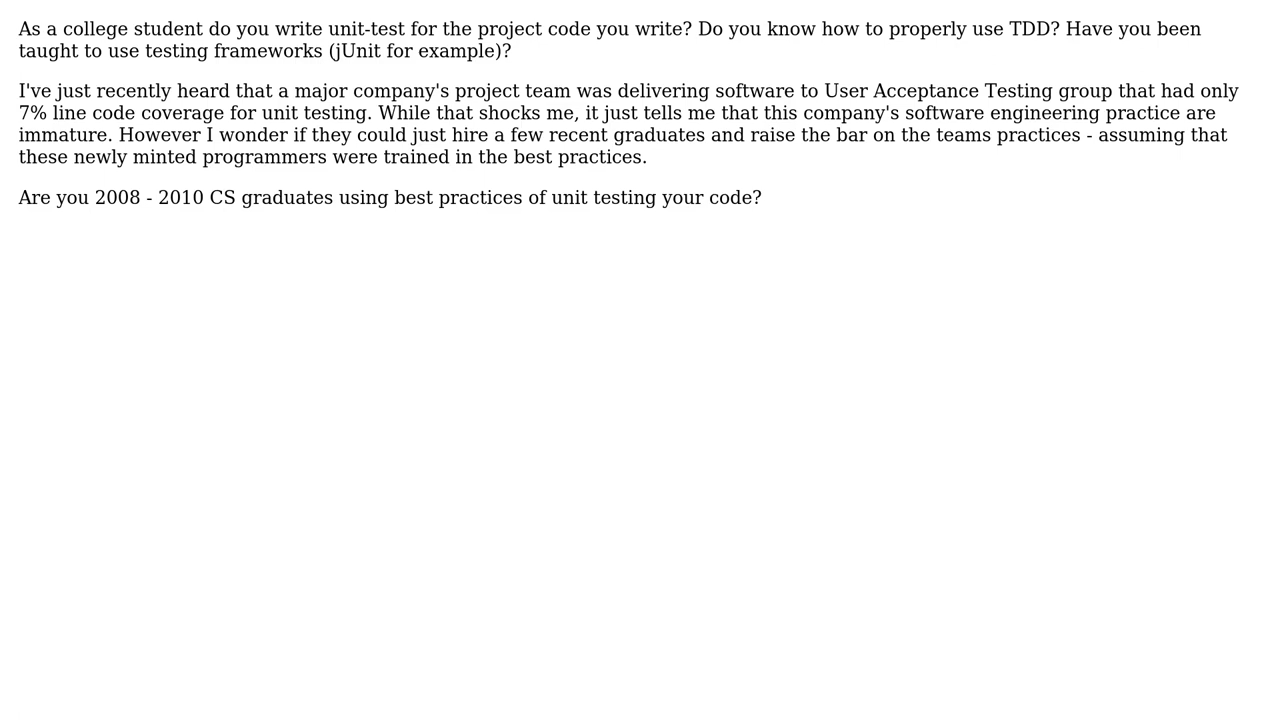 As a college student do you write unit-test for the project code you write? Do you know how to properly use TDD? Have you been
taught to use testing frameworks (jUnit for example)?
I've just recently heard that a major company's project team was delivering software to User Acceptance Testing group that had only
7% line code coverage for unit testing. While that shocks me, it just tells me that this company's software engineering practice are
immature. However I wonder if they could just hire a few recent graduates and raise the bar on the teams practices - assuming that
these newly minted programmers were trained in the best practices.
Are you 2008 - 2010 CS graduates using best practices of unit testing your code?